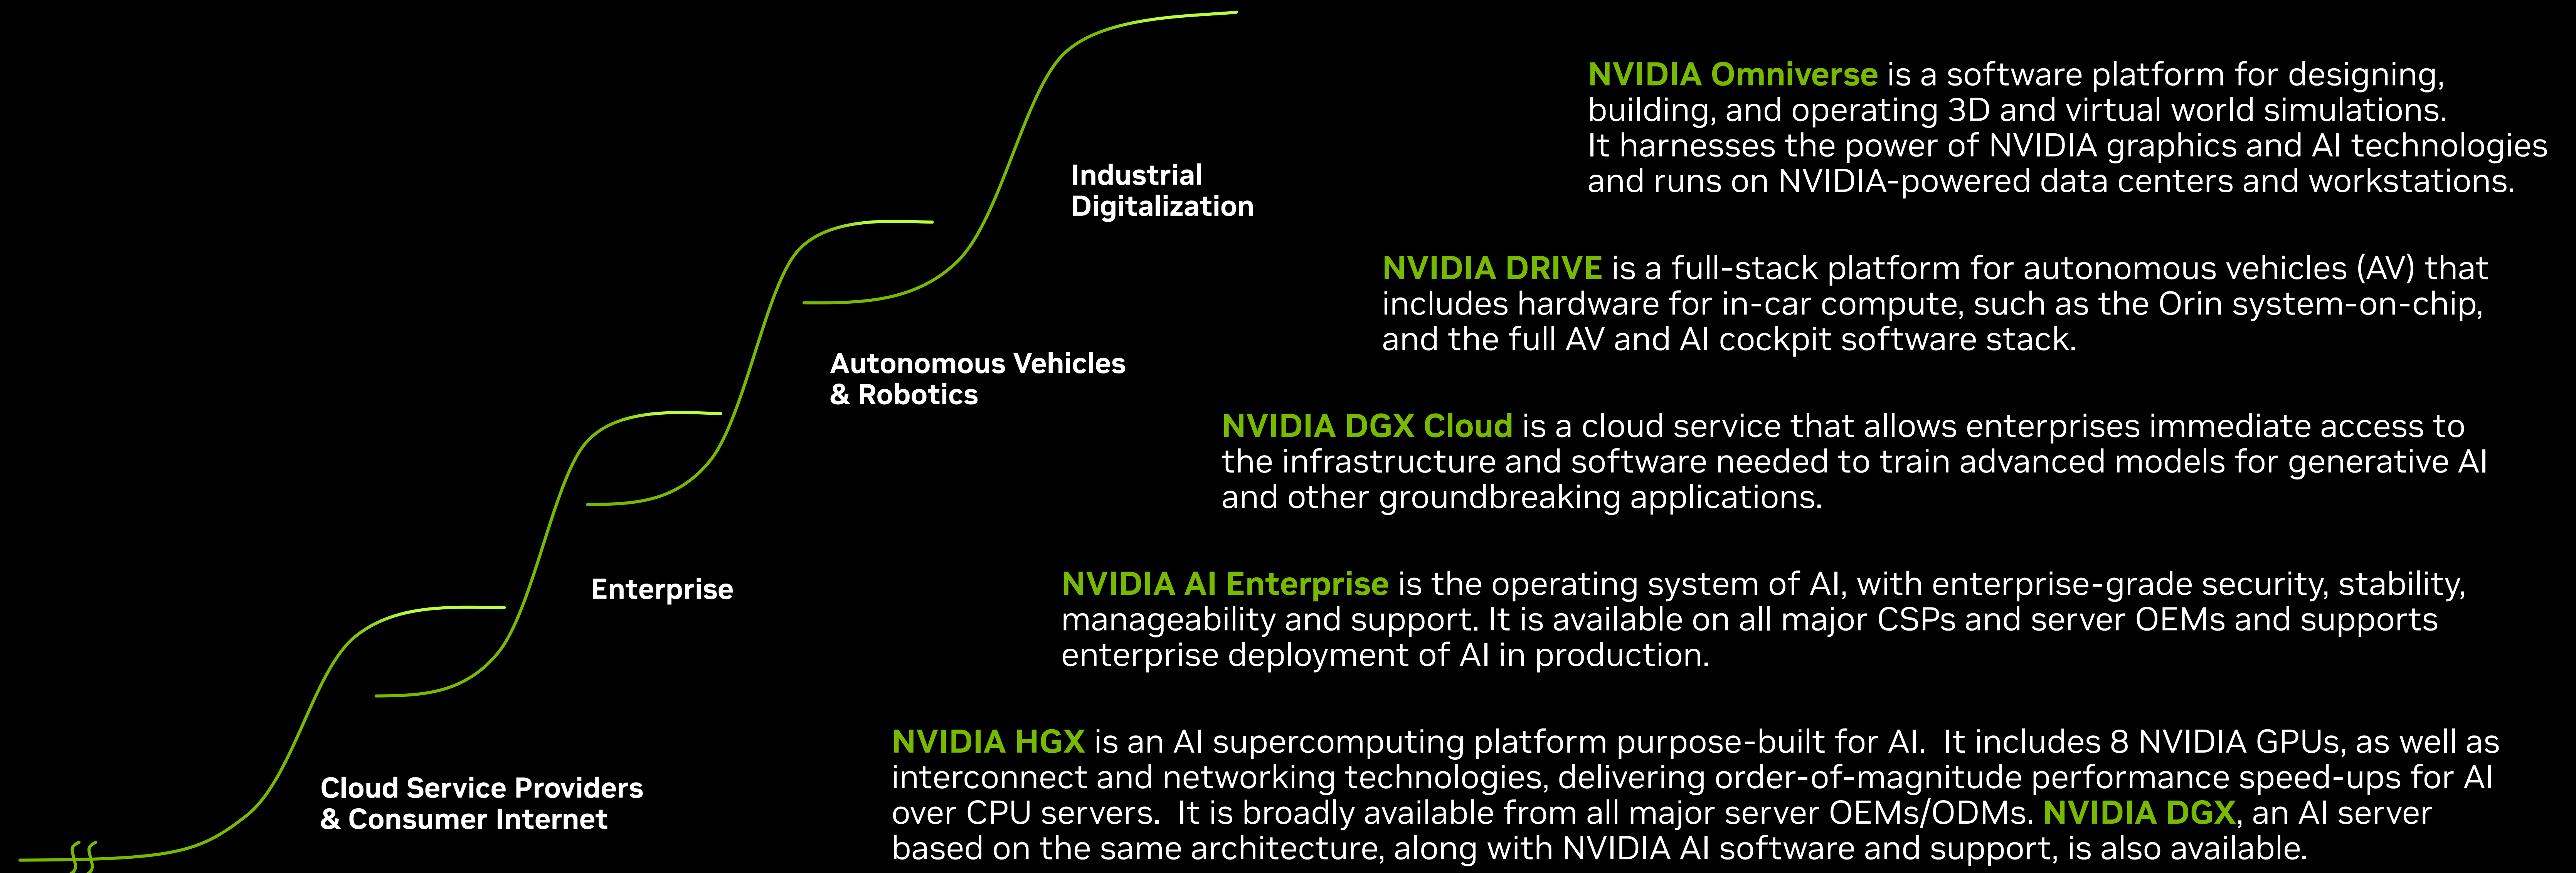 Industrial
Digitalization
Autonomous Vehicles
& Robotics
Enterprise
Cloud Service Providers
& Consumer Internet
NVIDIA Omniverse is a software platform for designing,
building, and operating 3D and virtual world simulations.
It harnesses the power of NVIDIA graphics and AI technologies
and runs on NVIDIA-powered data centers and workstations.
NVIDIA DRIVE is a full-stack platform for autonomous vehicles (AV) that
includes hardware for in-car compute, such as the Orin system-on-chip,
and the full AV and AI cockpit software stack.
NVIDIA DGX Cloud is a cloud service that allows enterprises immediate access to
the infrastructure and software needed to train advanced models for generative AI
and other groundbreaking applications.
NVIDIA AI Enterprise is the operating system of AI, with enterprise-grade security, stability,
manageability and support. It is available on all major CSPs and server OEMs and supports
enterprise deployment of AI in production.
NVIDIA HGX is an AI supercomputing platform purpose-built for AI.  It includes 8 NVIDIA GPUs, as well as
interconnect and networking technologies, delivering order-of-magnitude performance speed-ups for AI
over CPU servers.  It is broadly available from all major server OEMs/ODMs. NVIDIA DGX, an AI server
based on the same architecture, along with NVIDIA AI software and support, is also available.